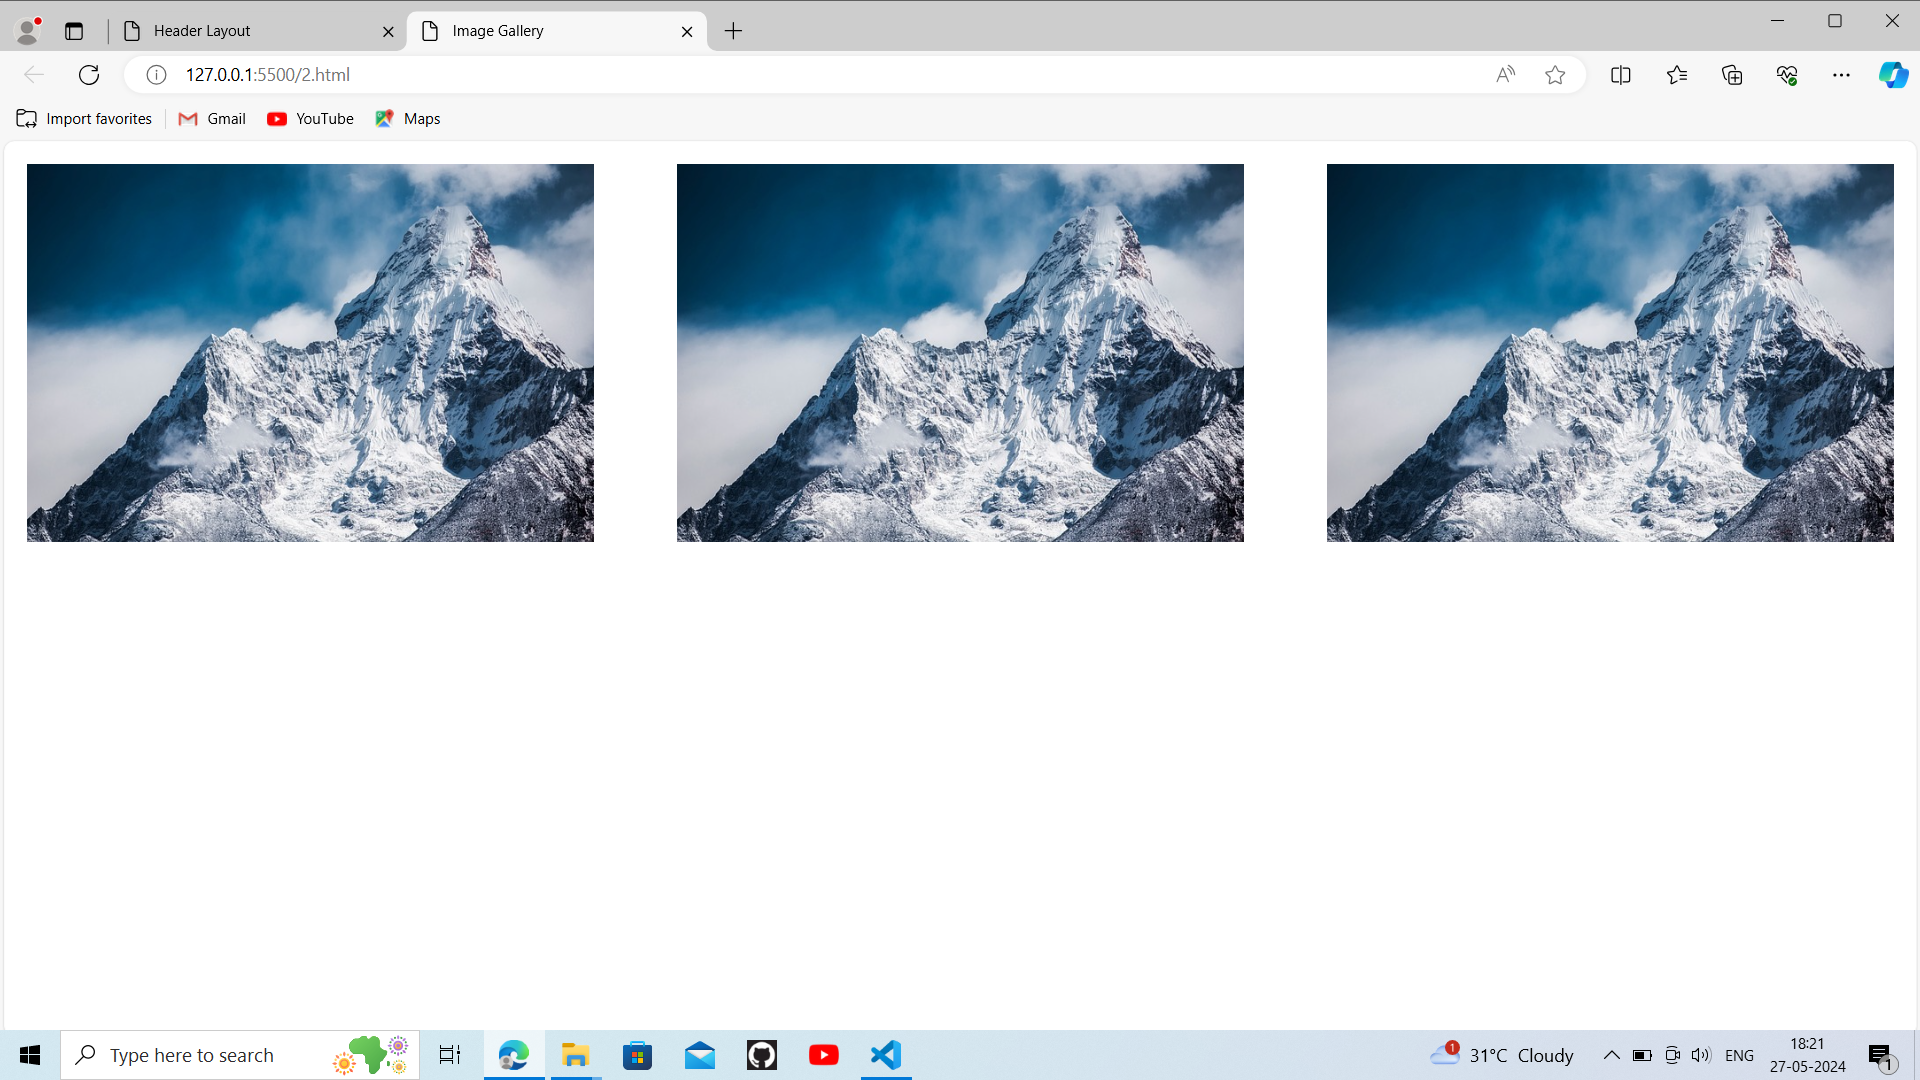 Header Layout
Image Gallery
127.0.0.1:5500/2.html
Import favorites
Gmail
YouTube
Maps
Type here to search
1
31°C Cloudy
ENG
18:21
27-05-2024
1